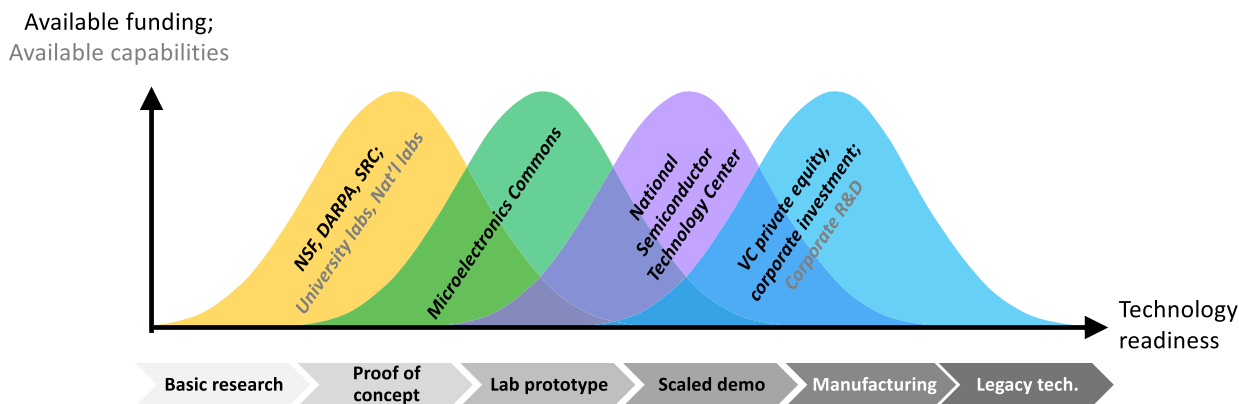 Available funding;
Available capabilities
NSF, DARPA, SRC;
University labs, Nat'l labs
Microelectronics Commons
National
Semiconductor
Technology Center
VC private equity,
corporate investment;
Corporate R&D
Technology
readiness
Basic research
Proof of
concept
Lab prototype
Scaled demo
Manufacturing
Legacy tech.